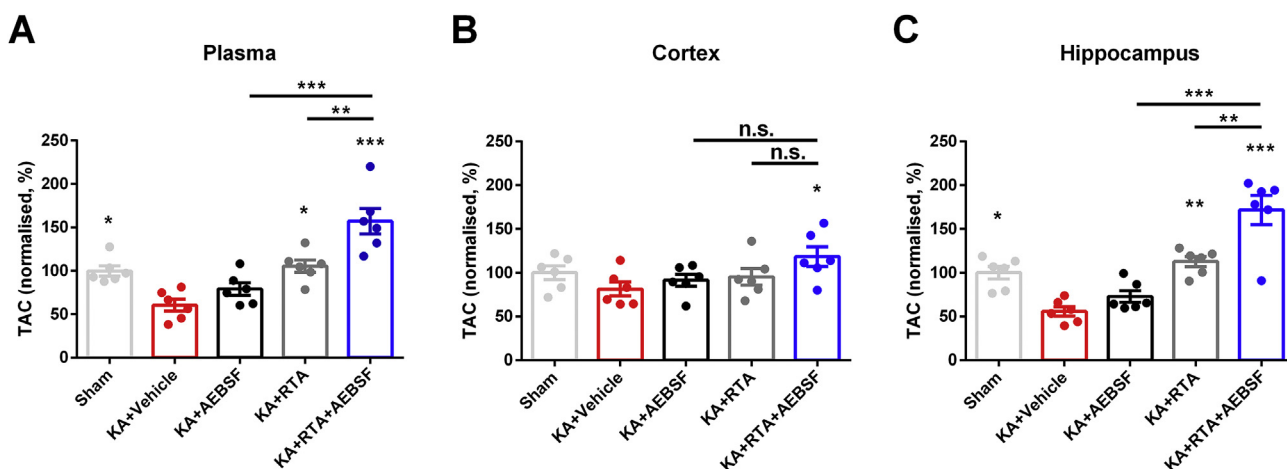 A
Plasma
***
**
***
*
*
TAC (normalised, %)
250
200
150
100
50
0
Sham
KA+Vehicle
KA+AEBSF
KA+RTA
KA+RTA+AEBSF
B
Cortex
n.s.
n.s.
*
TAC (normalised, %)
250
200
150
100
50
0
Sham
KA+Vehicle
KA+AEBSF
KA+RTA
KA+RTA+AEBSF
C
Hippocampus
***
**
***
**
*
TAC (normalised, %)
250
200
150
100
50
0
Sham
KA+Vehicle
KA+AEBSF
KA+RTA
KA+RTA+AEBSF